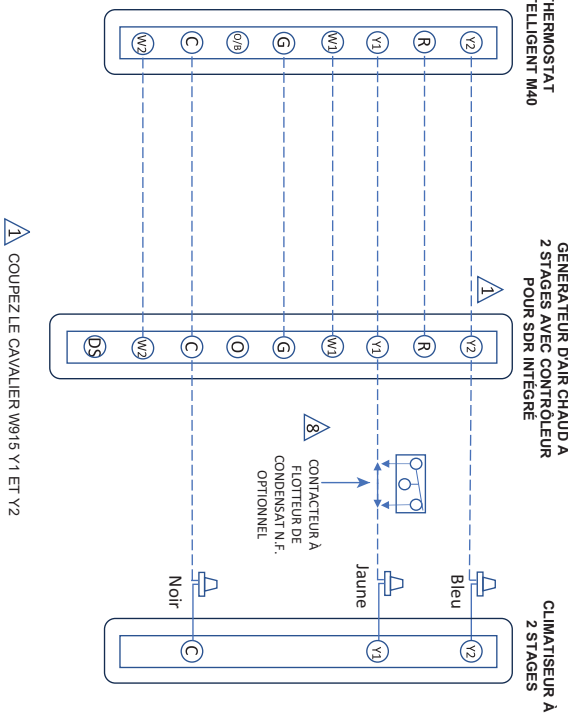 THERMOSTAT
TELLIGENT M40
GENERATEUR D'AIR CHAUD A
2 STAGES AVEC CONTRÔLEUR
POUR SDR INTÉGRÉ
CLIMATISEUR À
2 STAGES
1
Y2
Y2
Bleu
Y2
R
R
Y1
Y1
Jaune
Y1
W1
W1
8
CONTACTEUR À
FLOTTEUR DE
CONDENSAT N.F.
OPTIONNEL
G
G
O/B
O
C
C
Noir
C
W2
W2
DS
1 COUPEZ LE CAVALIER W915 Y1 ET Y2